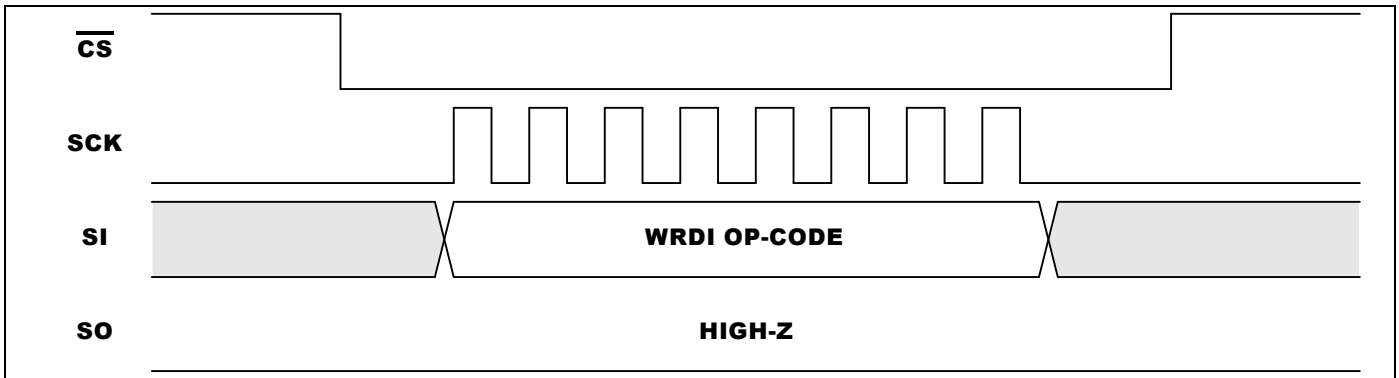 CS
SCK
SI
WRDI OP-CODE
SO
HIGH-Z